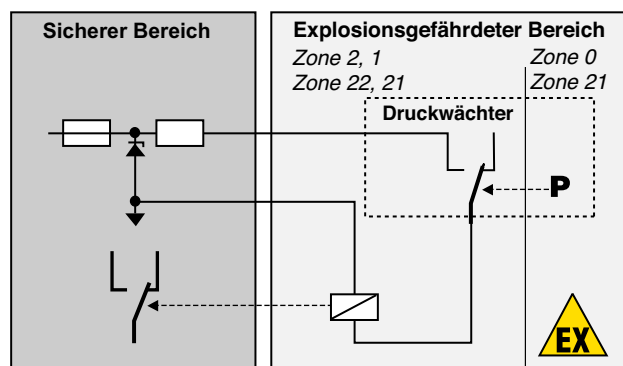 Sicherer Bereich
Explosionsgefährdeter Bereich
Zone 2, 1
Zone 22, 21
Zone 0
Zone 21
Druckwächter
P
EX